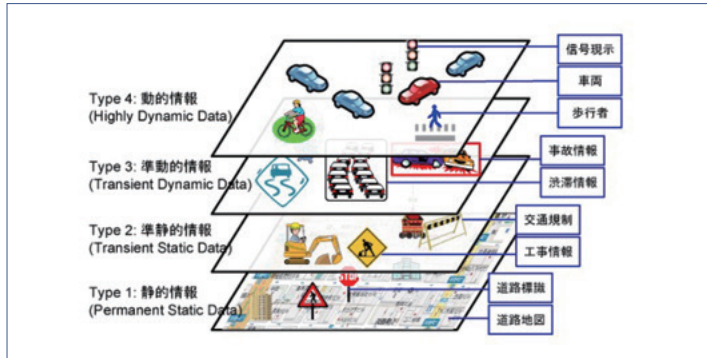 信号現示
車両
Type 4: 動的情報
(Highly Dynamic Data)
歩行者
事故情報
Type 3: 準動的情報
(Transient Dynamic Data)
渋滞情報
交通規制
Type 2: 準静的情報
(Transient Static Data)
工事情報
STOP
道路標識
Type 1: 静的情報
(Permanent Static Data)
道路地図